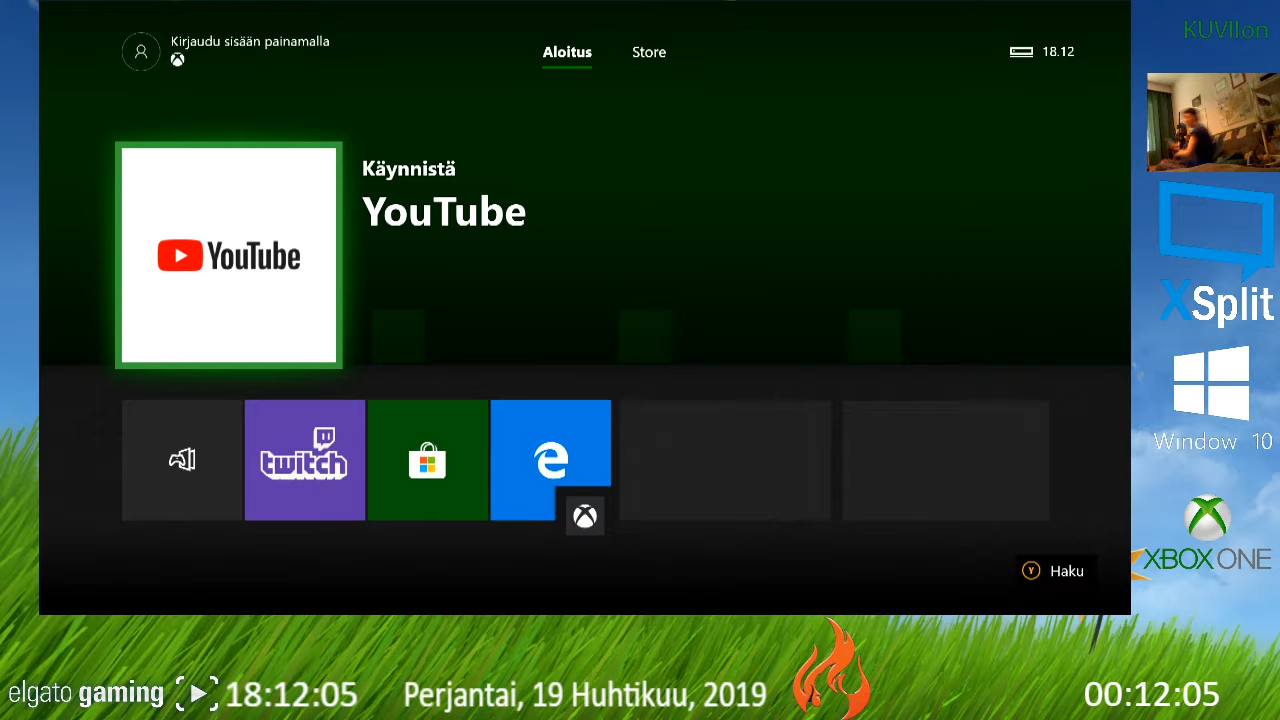 Kirjaudu sisään painamalla
Aloitus
Store
18.12
KUVIIon
Käynnistä
YouTube
YouTube
twitch
XSplit
Window 10
XBOX ONE
Y Haku
elgato gaming
18:12:05
Perjantai, 19 Huhtikuu, 2019
00:12:05